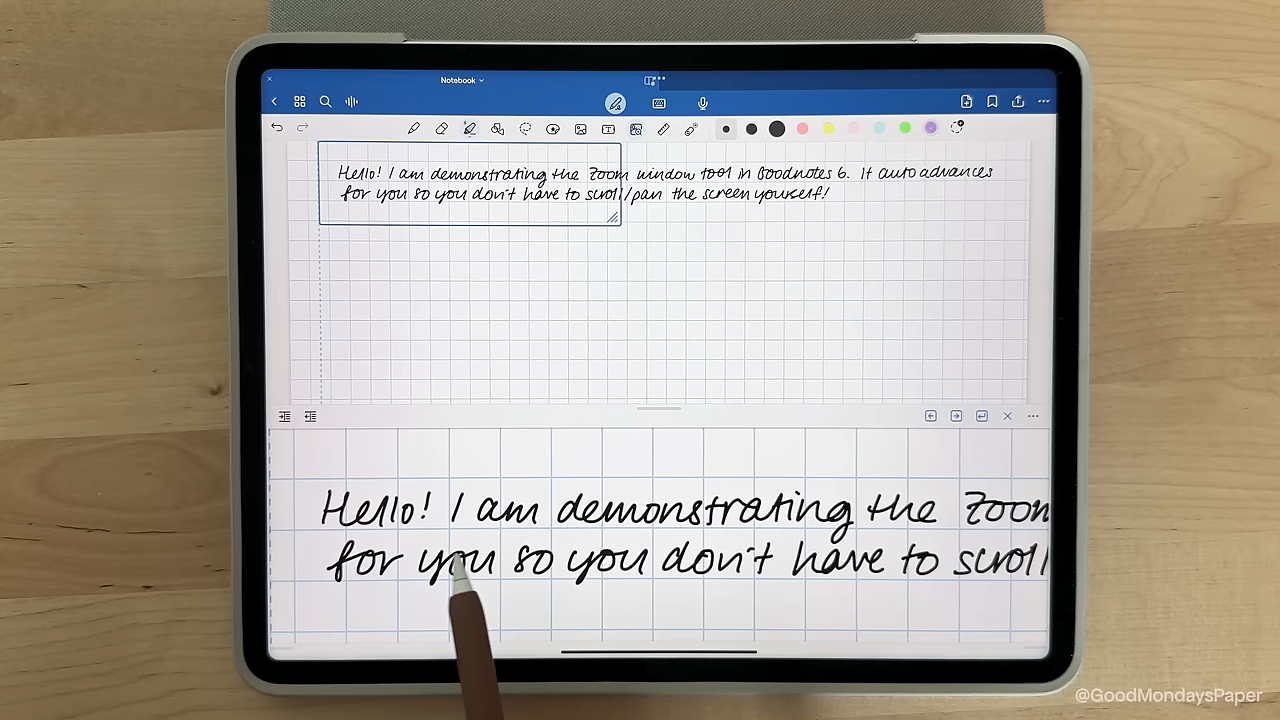 Notebook
Hello! I am demonstrating the Zoom window tool in Goodnotes 6. It auto advances
for you so you don't have to scroll/pan the screen yourself!
Hello! I am demonstrating the Zoom
for you so you don't have to scroll
@GoodMondaysPaper